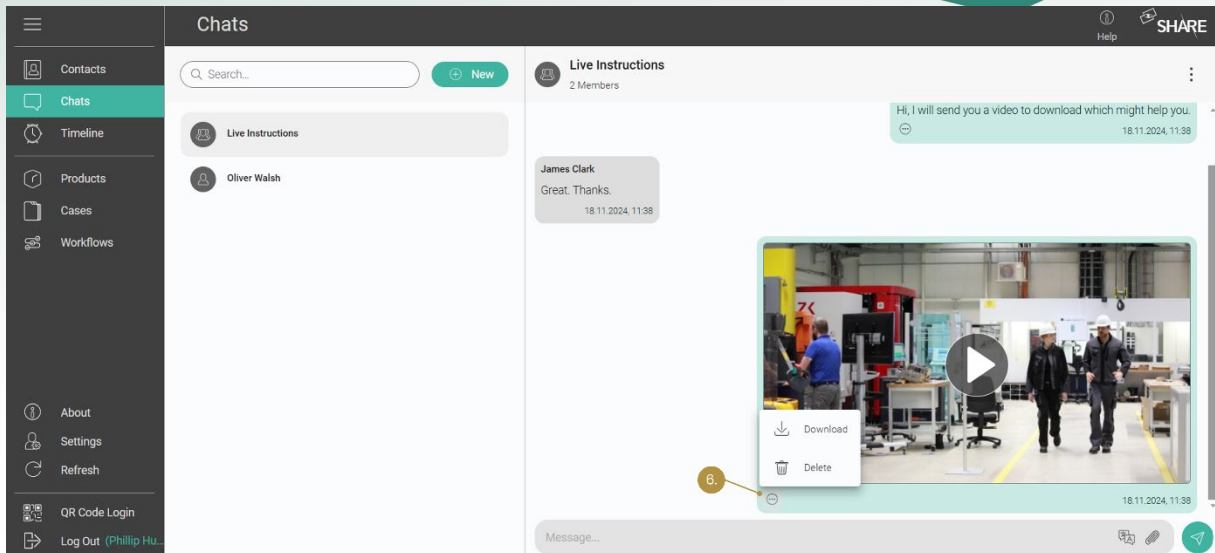 Chats
Help
SHARE
Contacts
Chats
Timeline
Products
Cases
Workflows
About
Settings
Refresh
QR Code Login
Log Out (Phillip Hu...
Search...
New
Live Instructions
Oliver Walsh
Live Instructions
2 Members
Hi, I will send you a video to download which might help you.
18.11.2024, 11:38
James Clark
Great. Thanks.
18.11.2024, 11:38
ZK
Download
Delete
6.
18.11.2024, 11:38
Message...